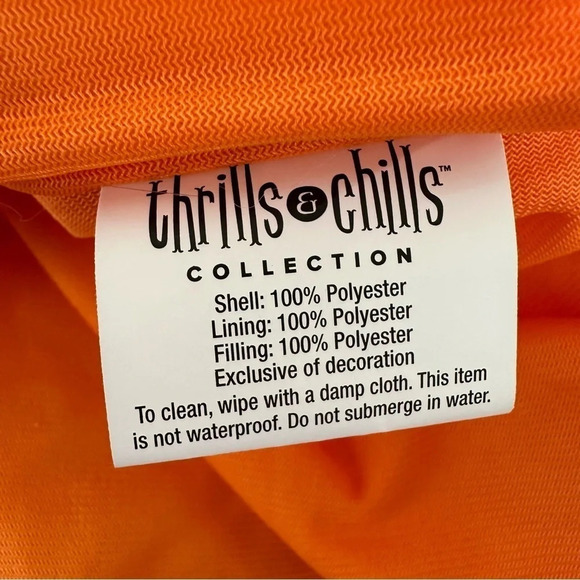 thrills & chills™
COLLECTION
Shell: 100% Polyester
Lining: 100% Polyester
Filling: 100% Polyester
Exclusive of decoration
To clean, wipe with a damp cloth. This item
is not waterproof. Do not submerge in water.